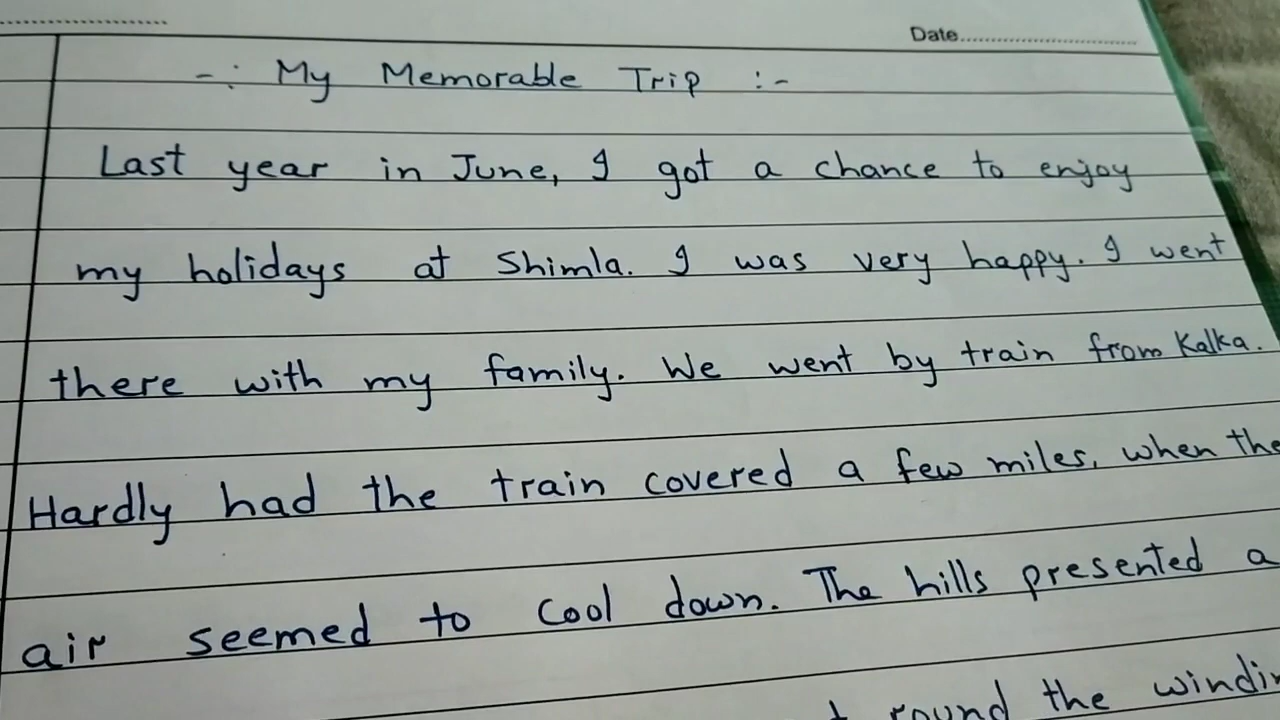 Date
-: My Memorable Trip :-
Last year in June, I got a chance to enjoy
my holidays at Shimla. I was very happy. I went
there with my family. We went by train from Kalka.
Hardly had the train covered a few miles, when the
air seemed to cool down. The hills presented a
round the